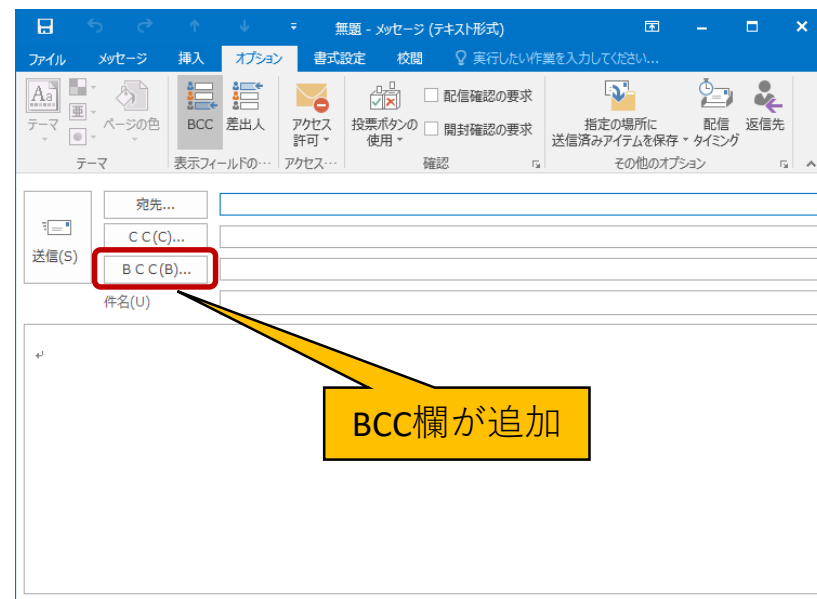 無題 - メッセージ (テキスト形式)
ファイル メッセージ 挿入 オプション 書式設定 校閲 実行したい作業を入力してください...
Aa 亜
テーマ ページの色 BCC 差出人 アクセス許可 投票ボタンの使用 配信確認の要求 開封確認の要求 指定の場所に送信済みアイテムを保存 配信タイミング 返信先
テーマ 表示フィールドの… アクセス… 確認 その他のオプション
宛先...
送信(S)
C C(C)...
B C C(B)...
件名(U)
BCC欄が追加